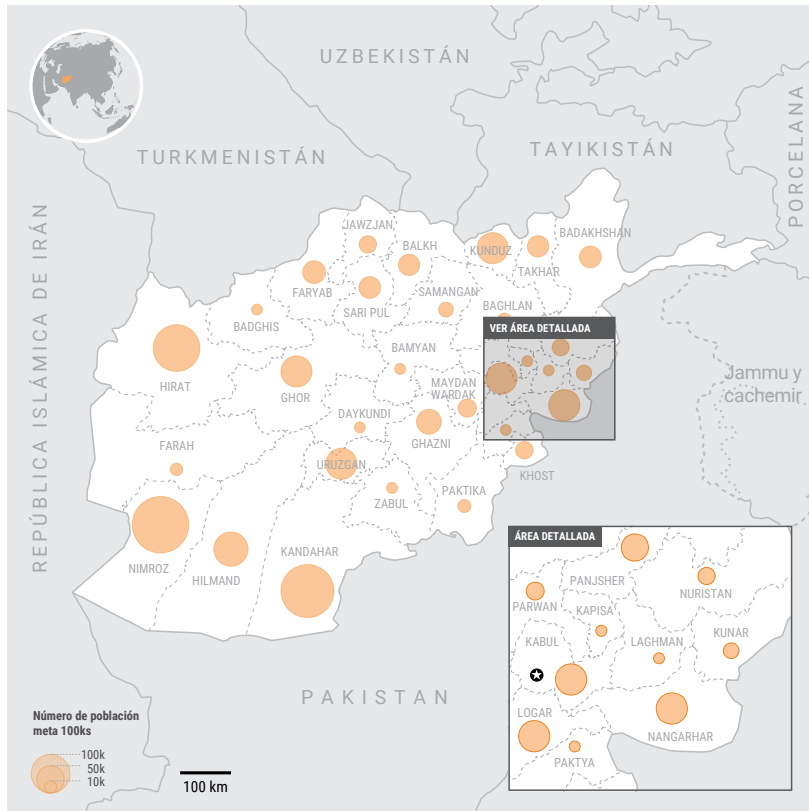 UZBEKISTÁN
TURKMENISTÁN
TAYIKISTÁN
PORCELANA
REPÚBLICA ISLÁMICA DE IRÁN
JAWZJAN
BALKH
KUNDUZ
TAKHAR
BADAKHSHAN
FARYAB
SARI PUL
SAMANGAN
BAGHLAN
BADGHIS
VER ÁREA DETALLADA
HIRAT
GHOR
BAMYAN
MAYDAN
WARDAK
Jammu y
cachemir
DAYKUNDI
GHAZNI
FARAH
URUZGAN
KHOST
ZABUL
PAKTIKA
NIMROZ
HILMAND
KANDAHAR
ÁREA DETALLADA
PANJSHER
NURISTAN
PARWAN
KAPISA
KUNAR
KABUL
LAGHMAN
LOGAR
NANGARHAR
PAKTYA
PAKISTAN
Número de población
meta 100ks
100k
50k
10k
100 km